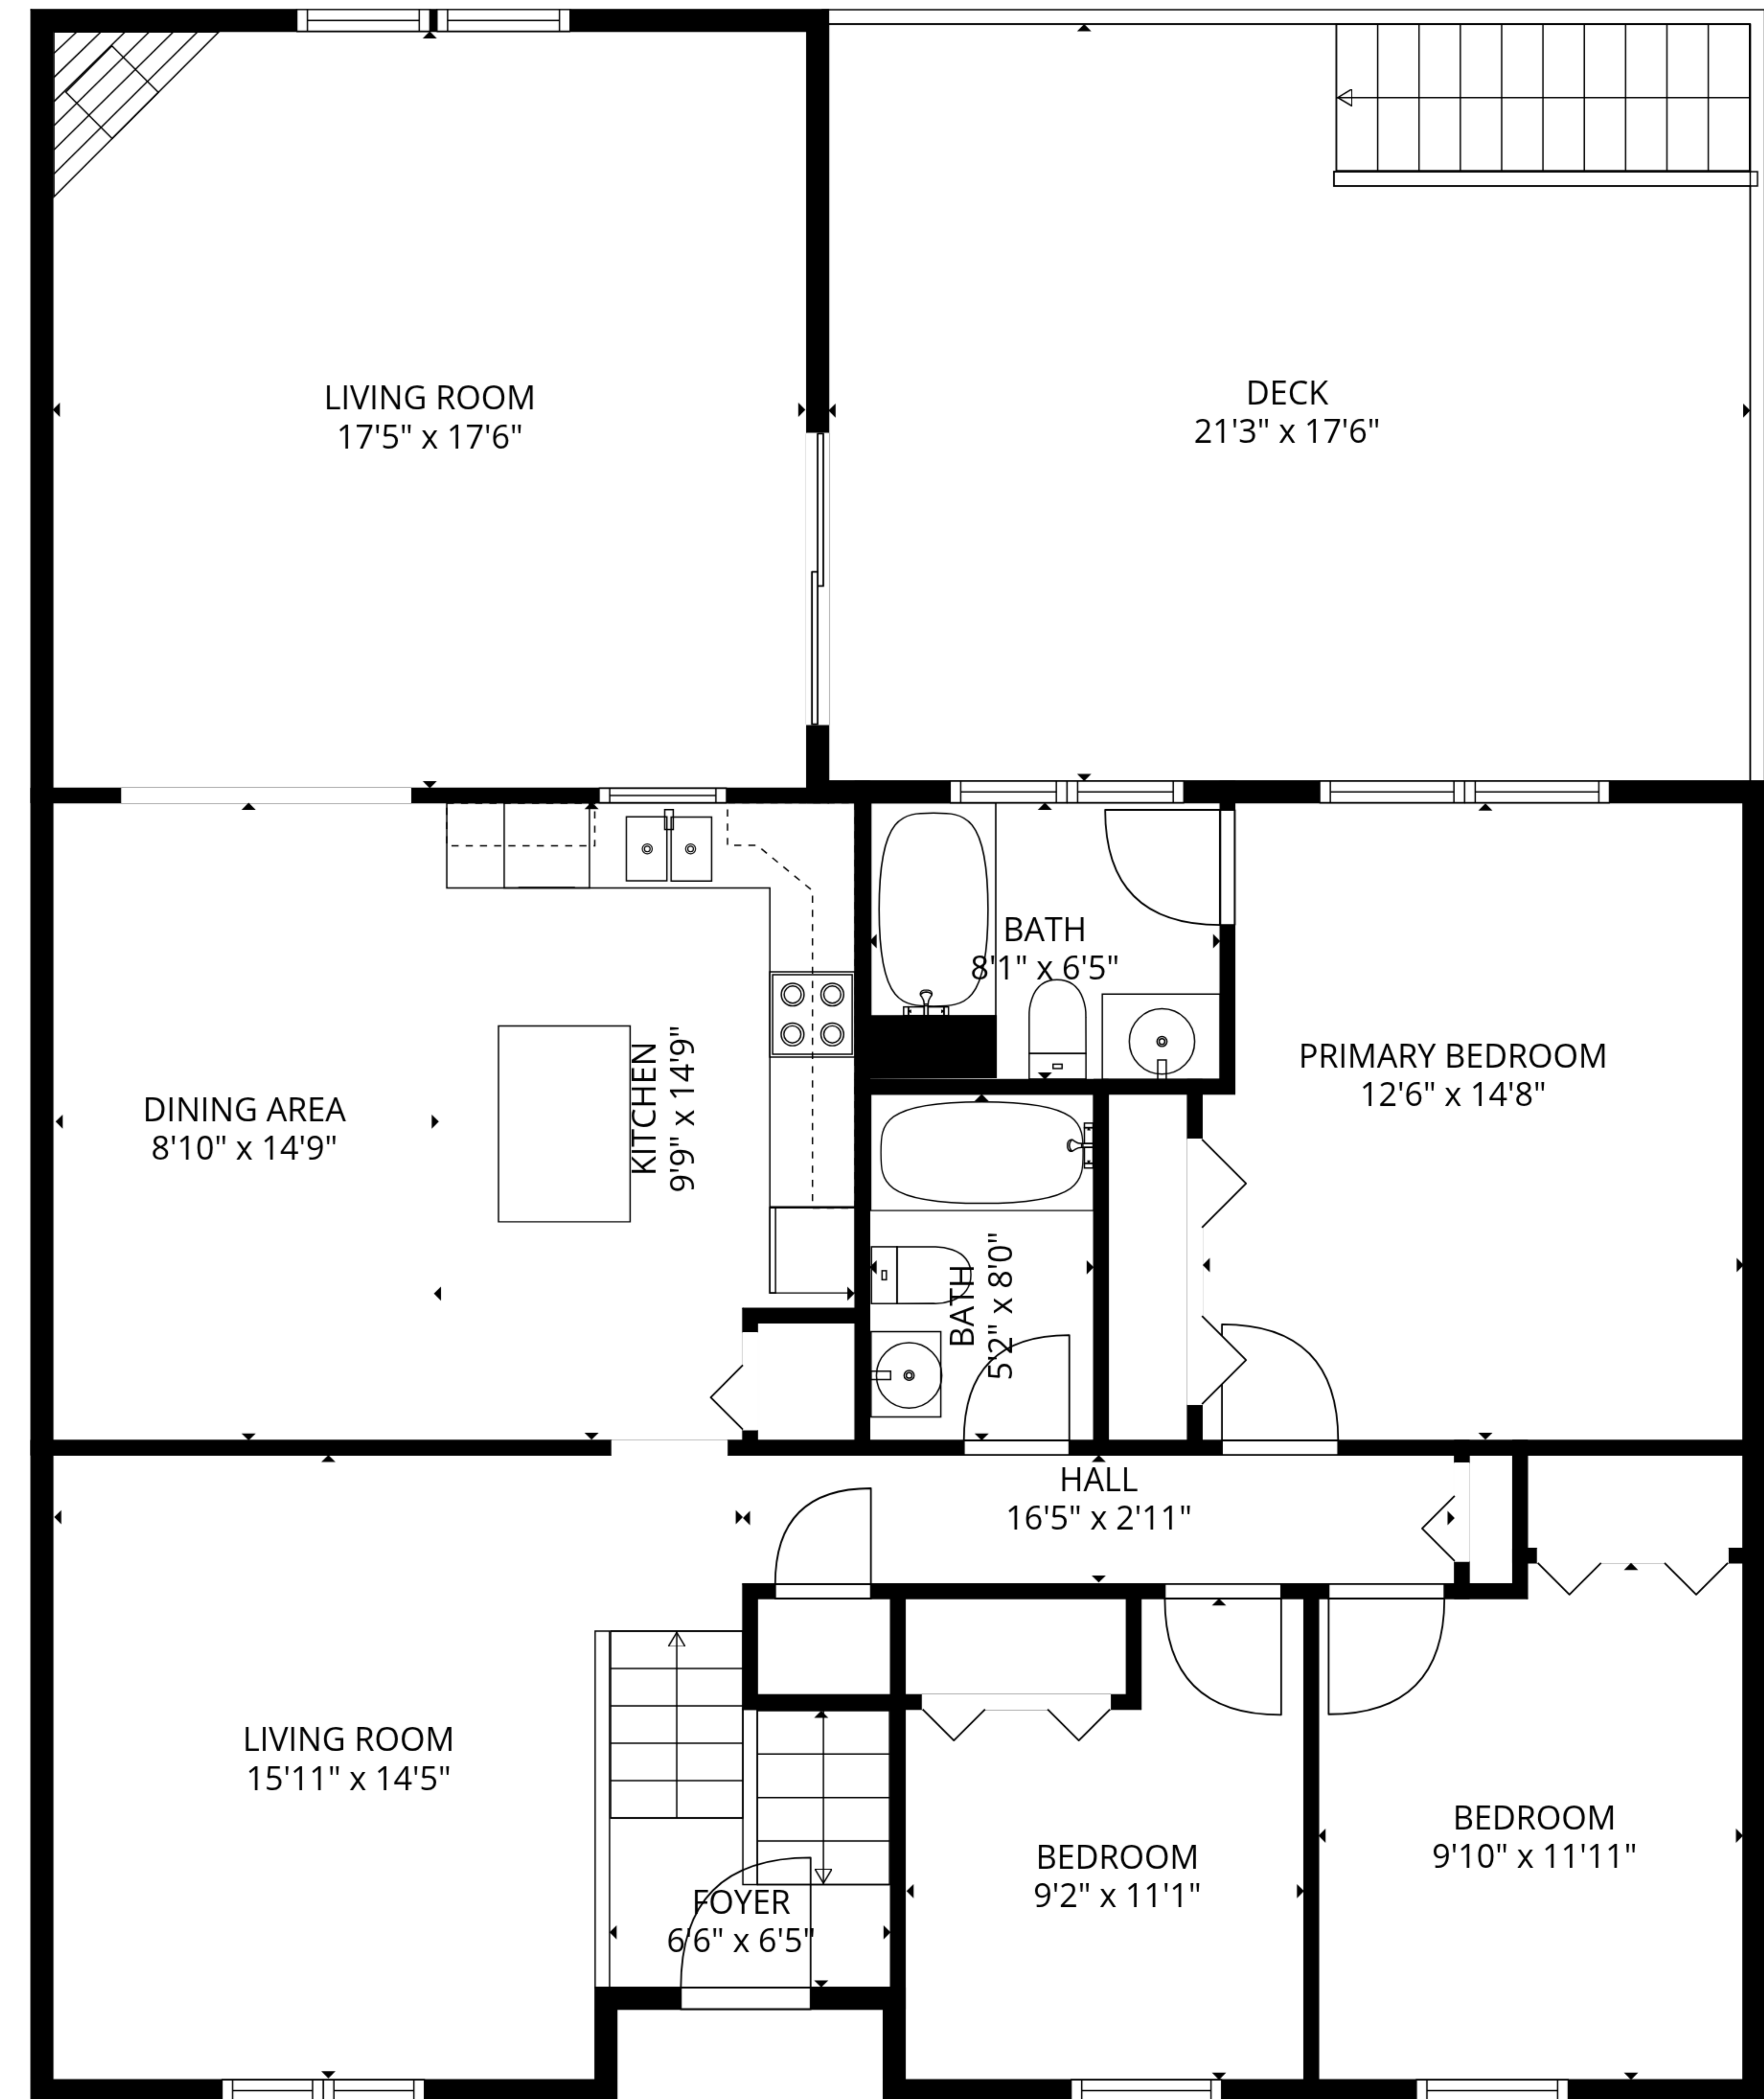 LIVING ROOM
17'5" x 17'6"
DECK
21'3" x 17'6"
BATH
8'1" x 6'5"
PRIMARY BEDROOM
12'6" x 14'8"
DINING AREA
8'10" x 14'9"
KITCHEN
9'9" x 14'9"
BATH
5'2" x 8'0"
HALL
16'5" x 2'11"
LIVING ROOM
15'11" x 14'5"
FOYER
6'6" x 6'5"
BEDROOM
9'2" x 11'1"
BEDROOM
9'10" x 11'11"